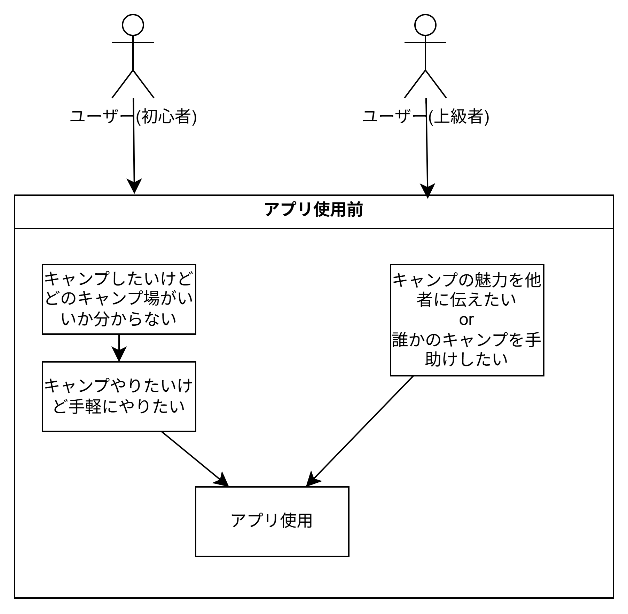 ユーザー(初心者)
ユーザー(上級者)
アプリ使用前
キャンプしたいけど
どのキャンプ場がい
いか分からない
キャンプの魅力を他
者に伝えたい
or
誰かのキャンプを手
助けしたい
キャンプやりたいけ
ど手軽にやりたい
アプリ使用